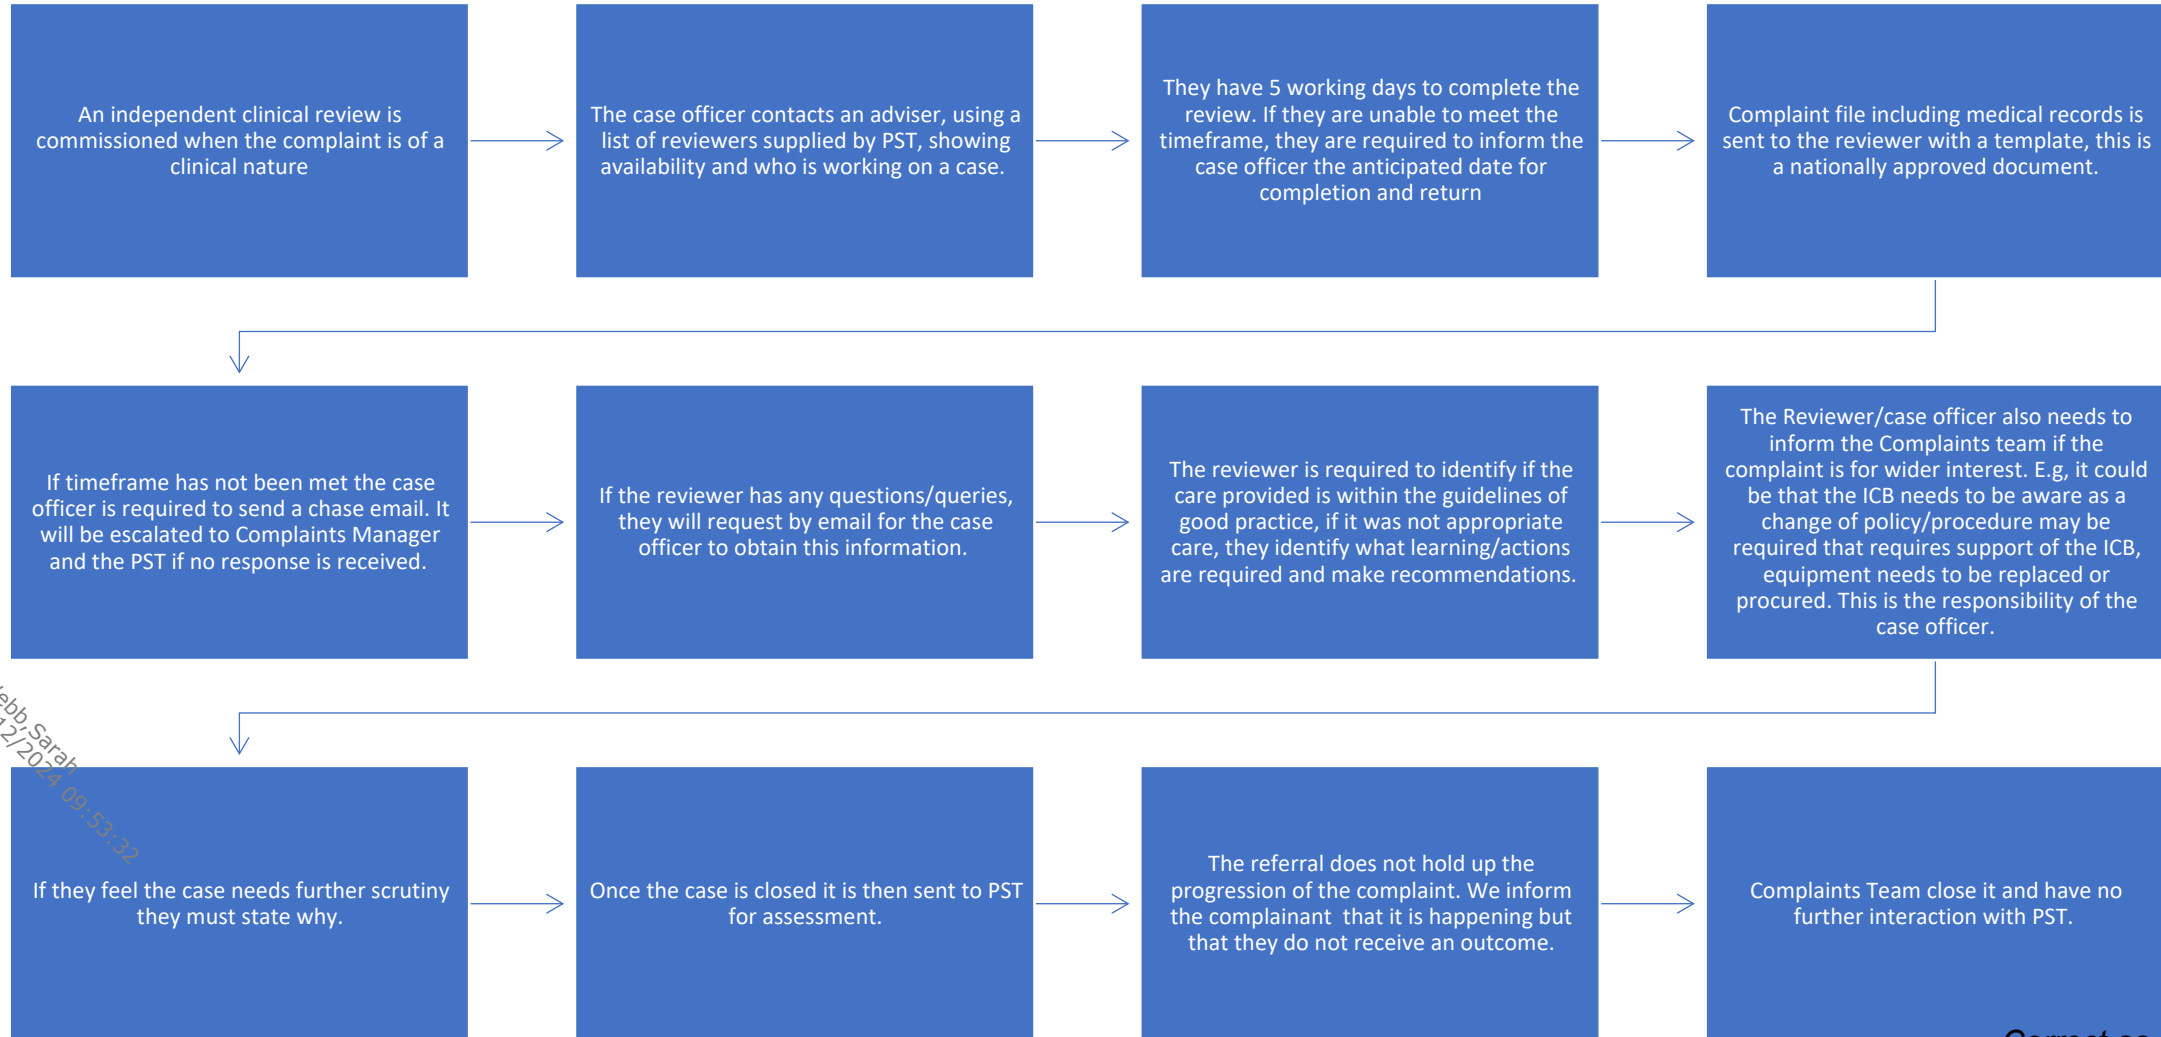 An independent clinical review is
commissioned when the complaint is of a
clinical nature
The case officer contacts an adviser, using a
list of reviewers supplied by PST, showing
availability and who is working on a case.
They have 5 working days to complete the
review. If they are unable to meet the
timeframe, they are required to inform the
case officer the anticipated date for
completion and return
Complaint file including medical records is
sent to the reviewer with a template, this is
a nationally approved document.
If timeframe has not been met the case
officer is required to send a chase email. It
will be escalated to Complaints Manager
and the PST if no response is received.
If the reviewer has any questions/queries,
they will request by email for the case
officer to obtain this information.
The reviewer is required to identify if the
care provided is within the guidelines of
good practice, if it was not appropriate
care, they identify what learning/actions
are required and make recommendations.
The Reviewer/case officer also needs to
inform the Complaints team if the
complaint is for wider interest. E.g, it could
be that the ICB needs to be aware as a
change of policy/procedure may be
required that requires support of the ICB,
equipment needs to be replaced or
procured. This is the responsibility of the
case officer.
If they feel the case needs further scrutiny
they must state why.
Once the case is closed it is then sent to PST
for assessment.
The referral does not hold up the
progression of the complaint. We inform
the complainant that it is happening but
that they do not receive an outcome.
Complaints Team close it and have no
further interaction with PST.
Sarah
12/2024 09:53:32